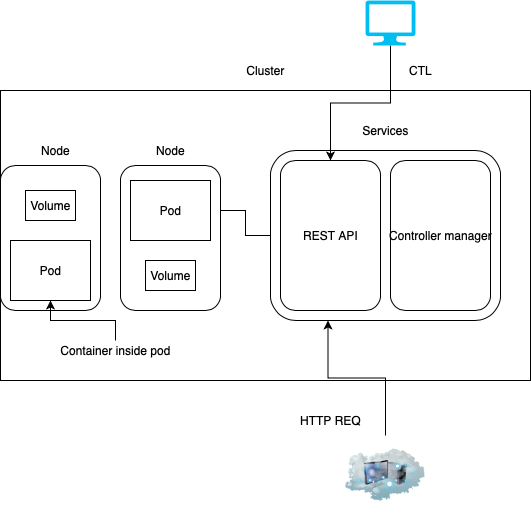 Cluster
CTL
Services
Node
Node
Volume
Pod
Pod
Volume
REST API
Controller manager
Container inside pod
HTTP REQ